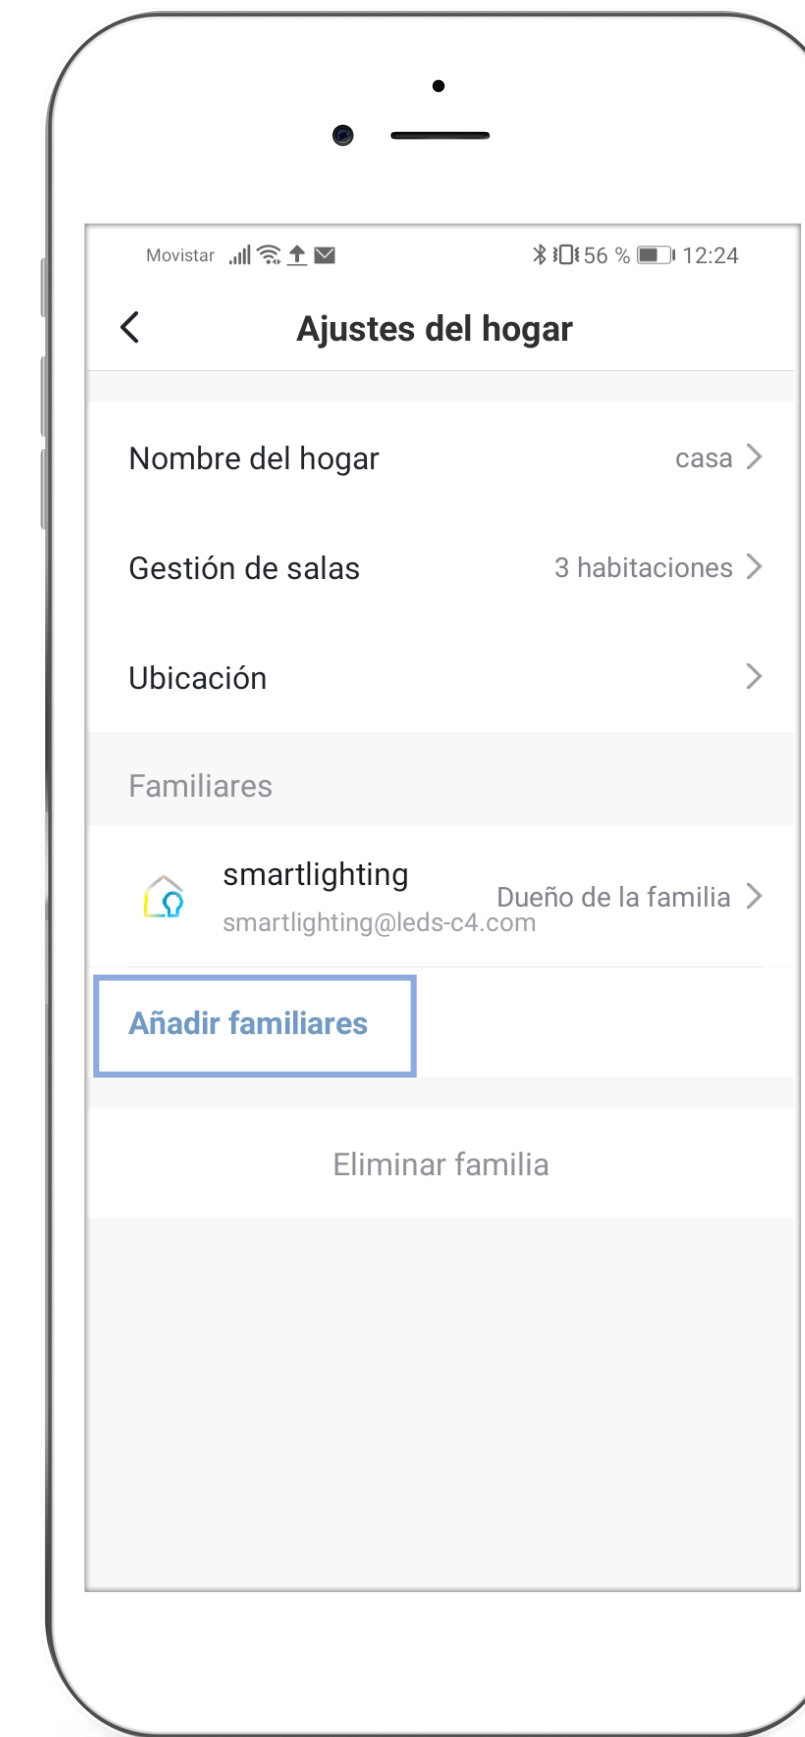 Movistar 56 % 12:24
Ajustes del hogar
Nombre del hogar casa
Gestión de salas 3 habitaciones
Ubicación
Familiares
smartlighting
Dueño de la familia
smartlighting@leds-c4.com
Añadir familiares
Eliminar familia